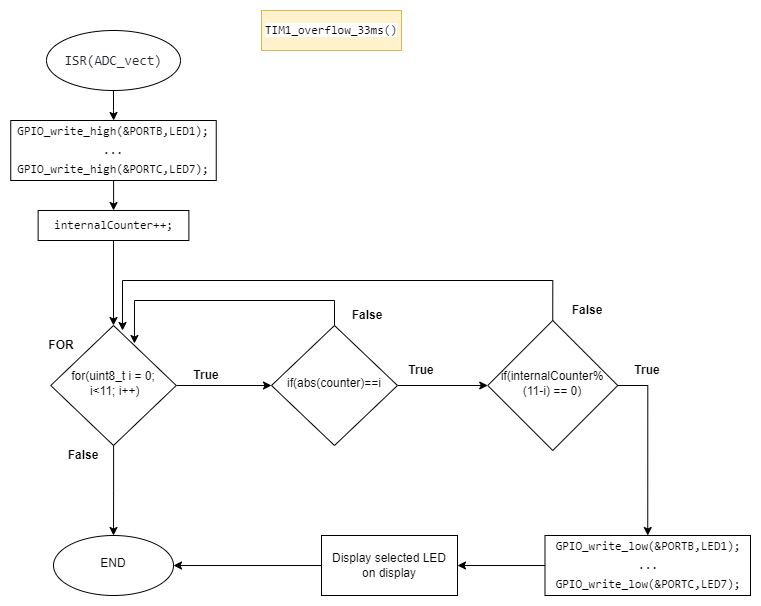 TIM1_overflow_33ms()
ISR(ADC_vect)
GPIO_write_high(&PORTB,LED1);
...
GPIO_write_high(&PORTC,LED7);
internalCounter++;
False
False
FOR
for(uint8_t i = 0;
i<11; i++)
True
if(abs(counter)==i
True
if(internalCounter%
(11-i) == 0)
True
False
END
Display selected LED
on display
GPIO_write_low(&PORTB,LED1);
...
GPIO_write_low(&PORTC,LED7);